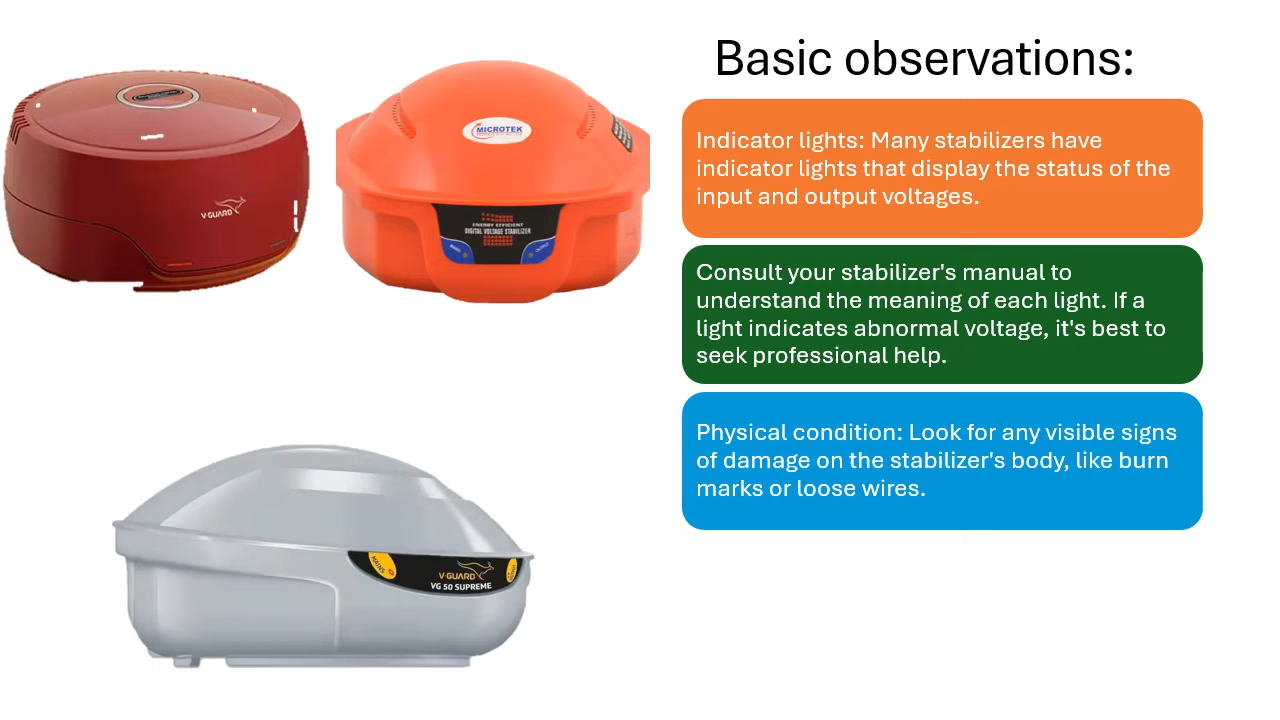 Basic observations:
Indicator lights: Many stabilizers have
indicator lights that display the status of the
input and output voltages.
Consult your stabilizer's manual to
understand the meaning of each light. If a
light indicates abnormal voltage, it's best to
seek professional help.
Physical condition: Look for any visible signs
of damage on the stabilizer's body, like burn
marks or loose wires.
V-GUARD
MICROTEK
ENERGY EFFICIENT
DIGITAL VOLTAGE STABILIZER
MAINS
V-GUARD
VG 50 SUPREME